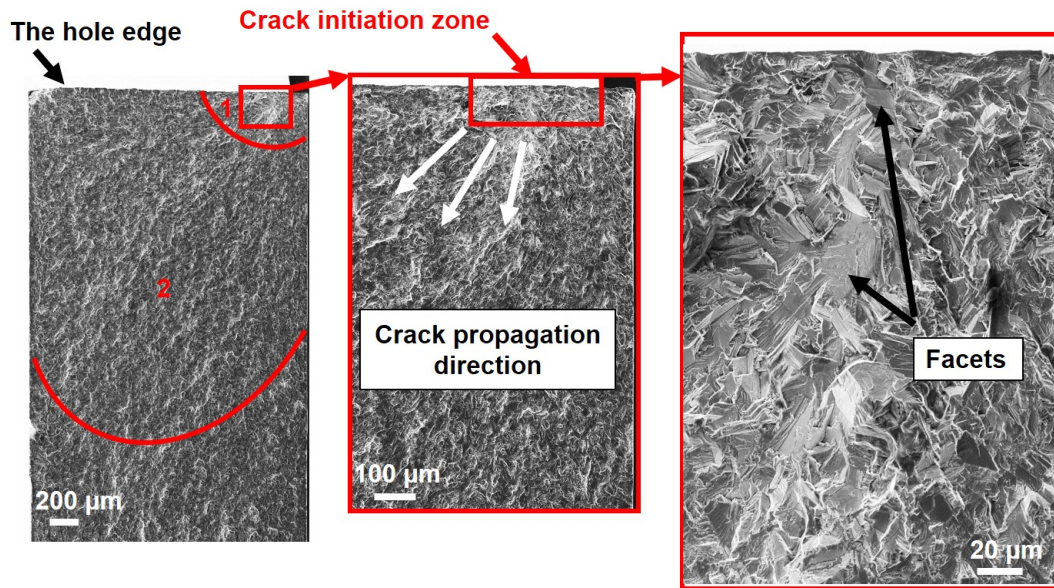 Crack initiation zone
The hole edge
1
2
200 µm
Crack propagation
direction
100 µm
Facets
20 µm